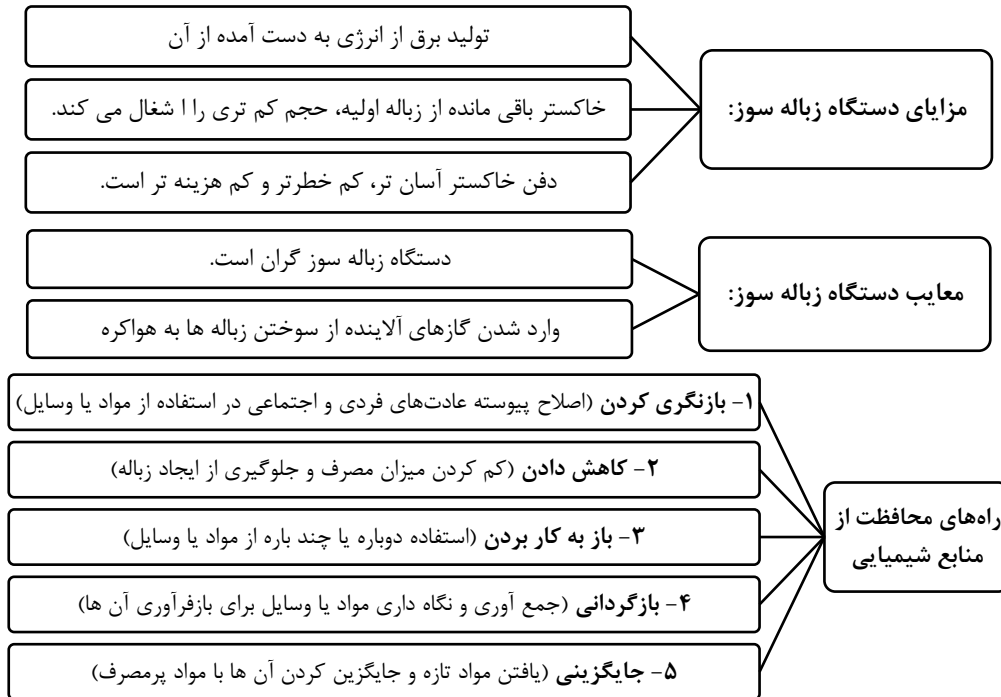 مزایای دستگاه زباله سوز:
تولید برق از انرژی به دست آمده از آن
خاکستر باقی مانده از زباله اولیه، حجم کم تری را ا شغال می کند.
دفن خاکستر آسان تر، کم خطرتر و کم هزینه تر است.
معایب دستگاه زباله سوز:
دستگاه زباله سوز گران است.
وارد شدن گازهای آلاینده از سوختن زباله ها به هواکره
راه‌های محافظت از
منابع شیمیایی
۱- بازنگری کردن (اصلاح پیوسته عادت‌های فردی و اجتماعی در استفاده از مواد یا وسایل)
۲- کاهش دادن (کم کردن میزان مصرف و جلوگیری از ایجاد زباله)
۳- باز به کار بردن (استفاده دوباره یا چند باره از مواد یا وسایل)
۴- بازگردانی (جمع آوری و نگاه داری مواد یا وسایل برای بازفرآوری آن ها)
۵- جایگزینی (یافتن مواد تازه و جایگزین کردن آن ها با مواد پرمصرف)